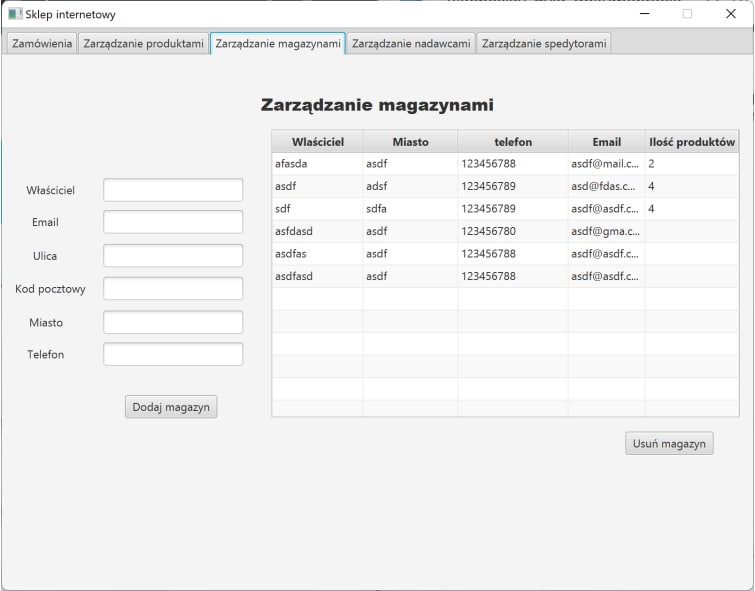 Sklep internetowy
Zamówienia Zarządzanie produktami Zarządzanie magazynami Zarządzanie nadawcami Zarządzanie spedytorami
Zarządzanie magazynami
Wlaściciel Miasto telefon Email Ilość produktów
afasda asdf 123456788 asdf@mail.c... 2
asdf adsf 123456789 asd@fdas.c... 4
sdf sdfa 123456789 asdf@asdf.c... 4
asfdasd asdf 123456780 asdf@gma.c...
asdfas asdf 123456788 asdf@asdf.c...
asdfasd asdf 123456788 asdf@asdf.c...
Właściciel
Email
Ulica
Kod pocztowy
Miasto
Telefon
Dodaj magazyn
Usuń magazyn